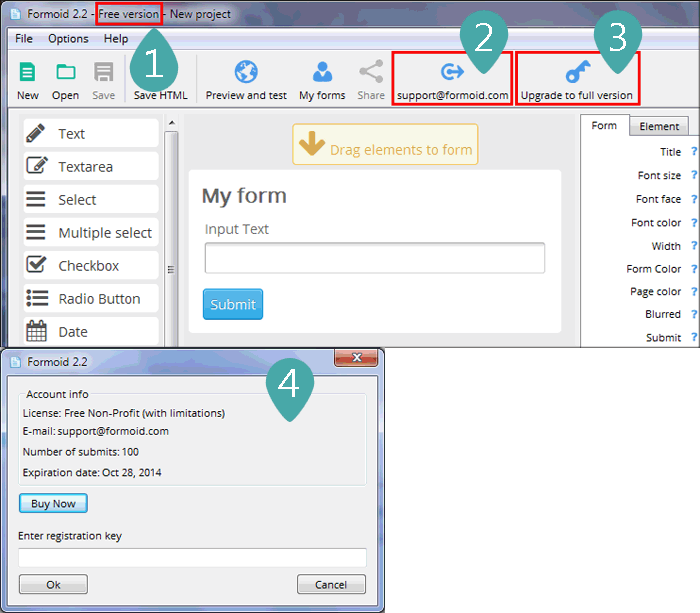 Formoid 2.2 - Free version - New project
File Options Help
1
2
3
New Open Save Save HTML Preview and test My forms Share support@formoid.com Upgrade to full version
Text
Textarea
Select
Multiple select
Checkbox
Radio Button
Date
Drag elements to form
My form
Input Text
Submit
Form Element
Title ?
Font size ?
Font face ?
Font color ?
Width ?
Form Color ?
Page color ?
Blurred ?
Submit ?
Formoid 2.2
4
Account info
License: Free Non-Profit (with limitations)
E-mail: support@formoid.com
Number of submits: 100
Expiration date: Oct 28, 2014
Buy Now
Enter registration key
Ok Cancel